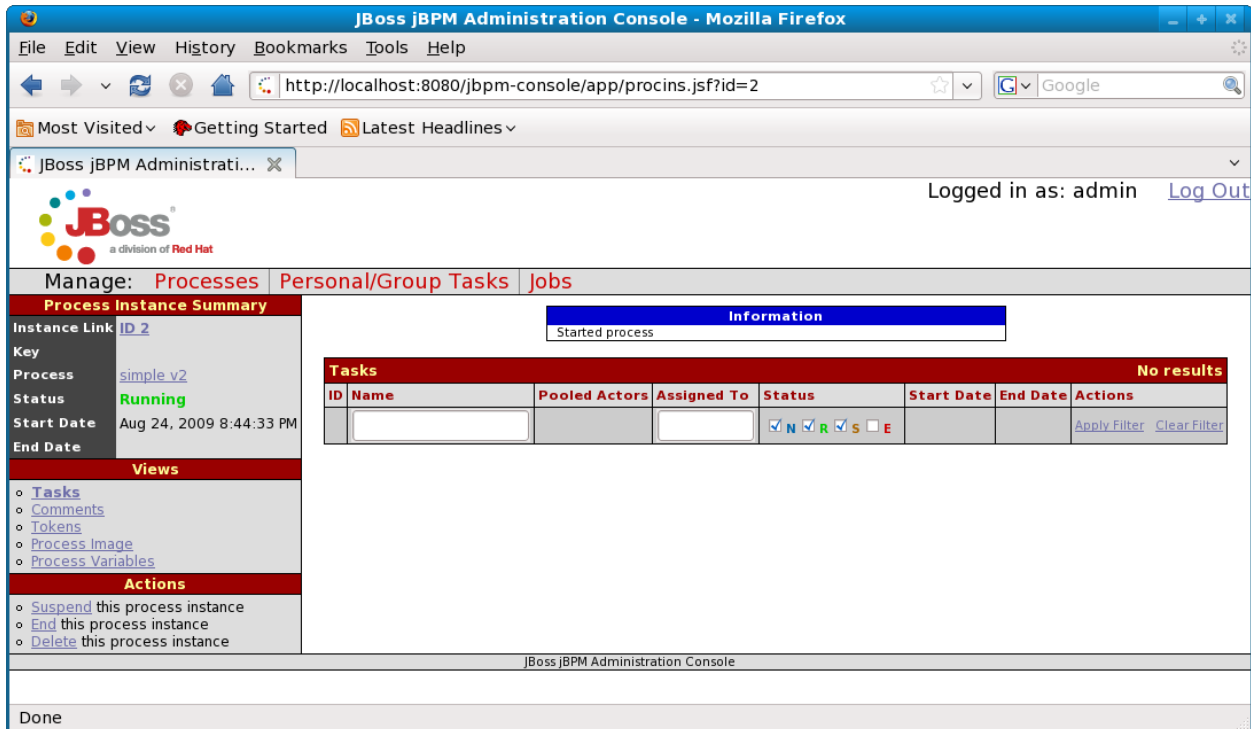 JBoss jBPM Administration Console - Mozilla Firefox
File Edit View History Bookmarks Tools Help
http://localhost:8080/jbpm-console/app/procins.jsf?id=2
G Google
Most Visited Getting Started Latest Headlines
JBoss jBPM Administrati...
Logged in as: admin Log Out
JBoss
a division of Red Hat
Manage: Processes Personal/Group Tasks Jobs
Process Instance Summary
Instance Link ID 2
Key
Process simple v2
Status Running
Start Date Aug 24, 2009 8:44:33 PM
End Date
Views
Tasks
Comments
Tokens
Process Image
Process Variables
Actions
Suspend this process instance
End this process instance
Delete this process instance
Information
Started process
Tasks No results
ID Name Pooled Actors Assigned To Status Start Date End Date Actions
N R S E Apply Filter Clear Filter
JBoss jBPM Administration Console
Done